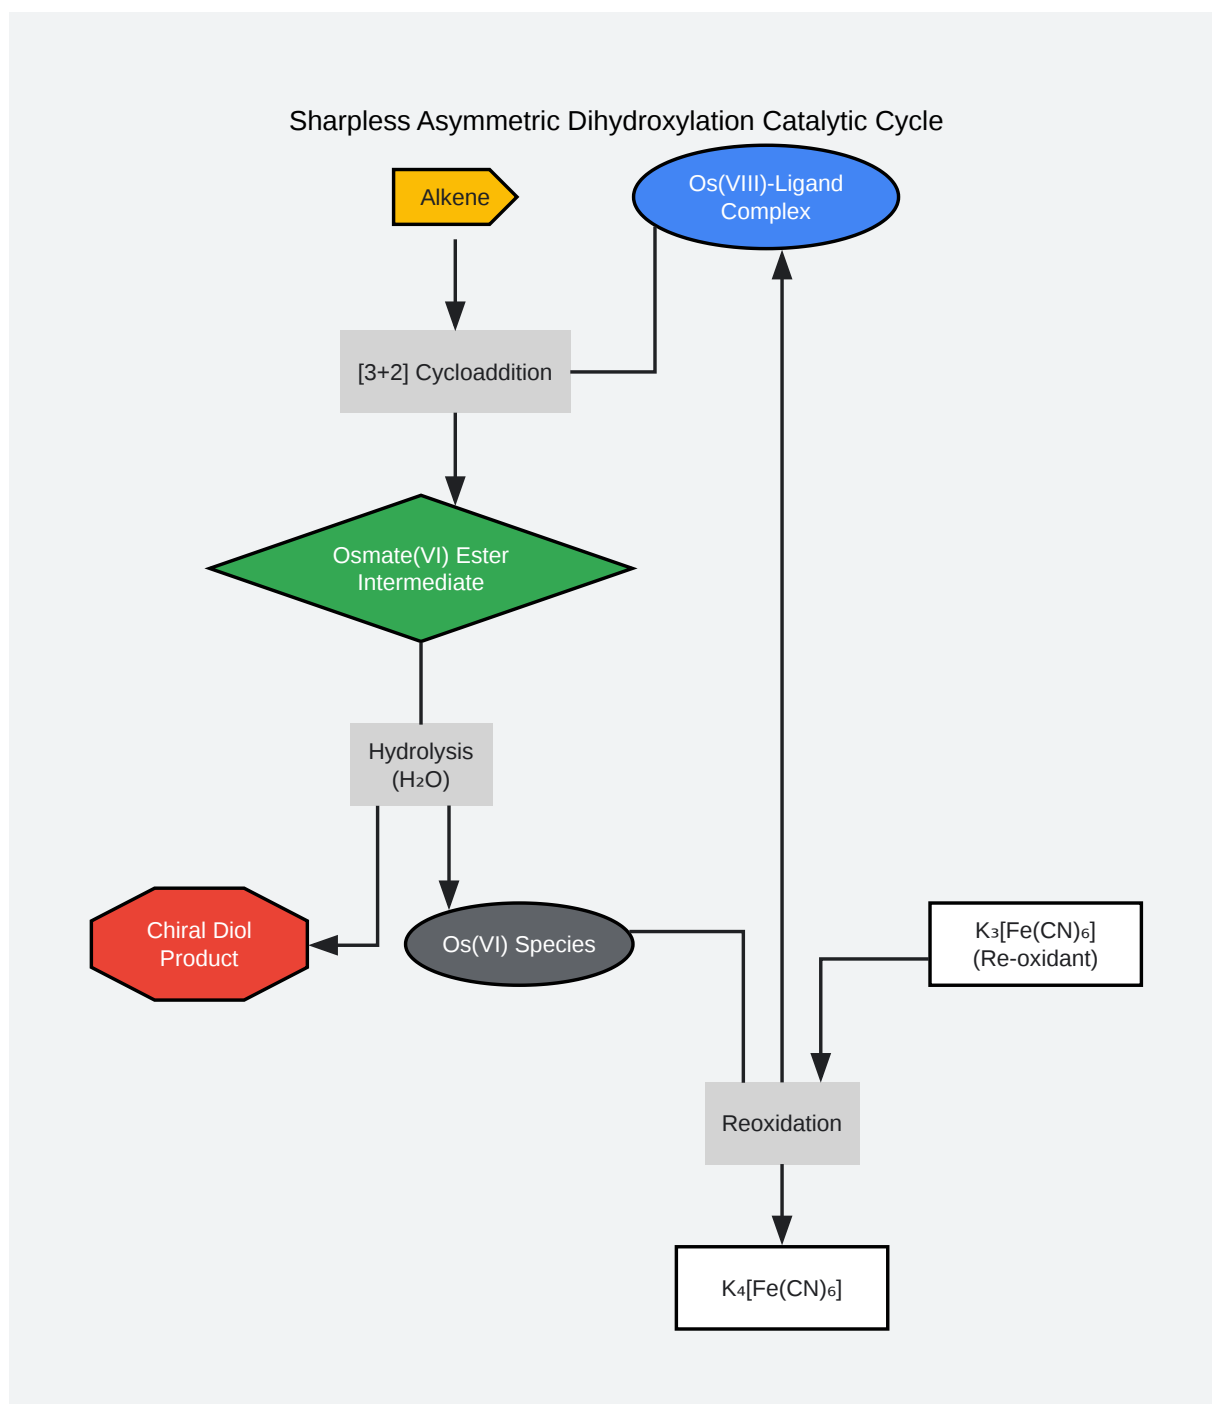 Sharpless Asymmetric Dihydroxylation Catalytic Cycle
Alkene
Os(VIII)-Ligand
Complex
[3+2] Cycloaddition
Osmate(VI) Ester
Intermediate
Hydrolysis
(H₂O)
Chiral Diol
Product
Os(VI) Species
K₃[Fe(CN)₆]
(Re-oxidant)
Reoxidation
K₄[Fe(CN)₆]